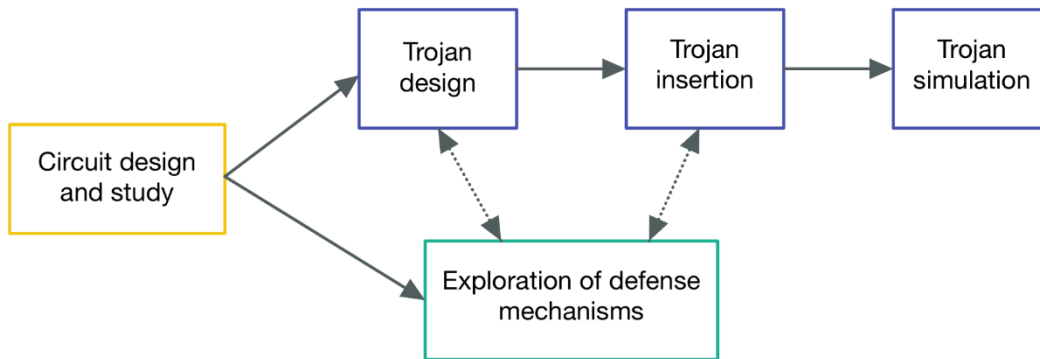 Trojan
design
Trojan
insertion
Trojan
simulation
Circuit design
and study
Exploration of defense
mechanisms